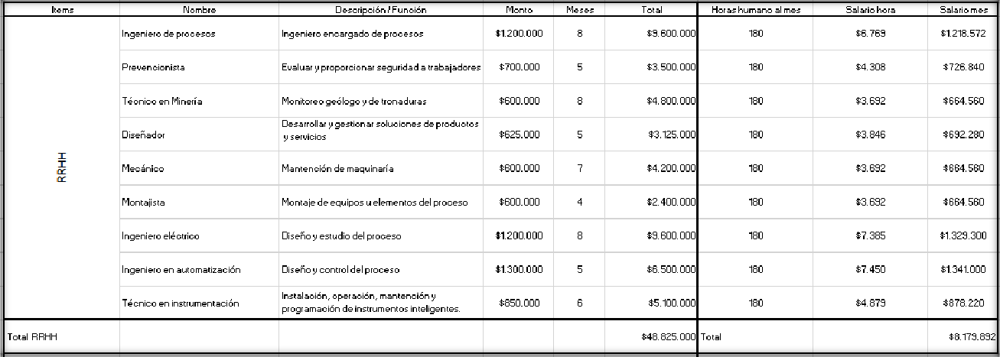 Items Nombre Descripción / Función Monto Meses Total Horas humano al mes Salario hora Salario mes
RRHH
Ingeniero de procesos Ingeniero encargado de procesos $1.200.000 8 $9.600.000 180 $6.769 $1.218.572
Prevencionista Evaluar y proporcionar seguridad a trabajadores $700.000 5 $3.500.000 180 $4.308 $726.840
Técnico en Minería Monitoreo geólogo y de tronaduras $600.000 8 $4.800.000 180 $3.692 $664.560
Diseñador Desarrollar y gestionar soluciones de productos
y servicios $625.000 5 $3.125.000 180 $3.846 $692.280
Mecánico Mantención de maquinaría $600.000 7 $4.200.000 180 $3.692 $664.560
Montajista Montaje de equipos u elementos del proceso $600.000 4 $2.400.000 180 $3.692 $664.560
Ingeniero eléctrico Diseño y estudio del proceso $1.200.000 8 $9.600.000 180 $7.385 $1.329.300
Ingeniero en automatización Diseño y control del proceso $1.300.000 5 $6.500.000 180 $7.450 $1.341.000
Técnico en instrumentación Instalación, operación, mantención y
programación de instrumentos inteligentes. $850.000 6 $5.100.000 180 $4.879 $878.220
Total RRHH $48.825.000 Total $8.179.892